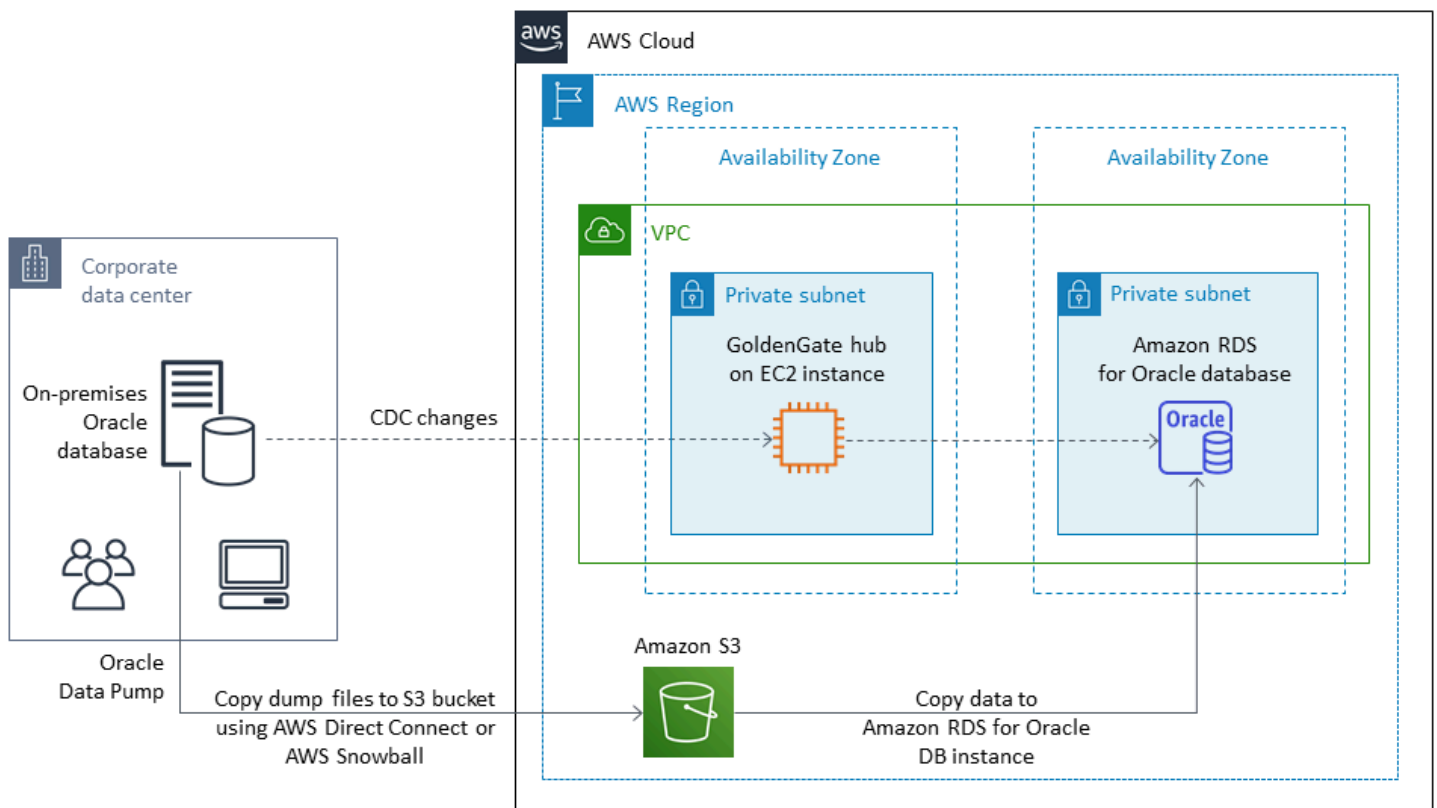 aws
AWS Cloud
AWS Region
Availability Zone
Availability Zone
VPC
Corporate
data center
Private subnet
Private subnet
GoldenGate hub
on EC2 instance
Amazon RDS
for Oracle database
On-premises
Oracle
database
CDC changes
Oracle
Oracle
Data Pump
Amazon S3
Copy dump files to S3 bucket
using AWS Direct Connect or
AWS Snowball
Copy data to
Amazon RDS for Oracle
DB instance